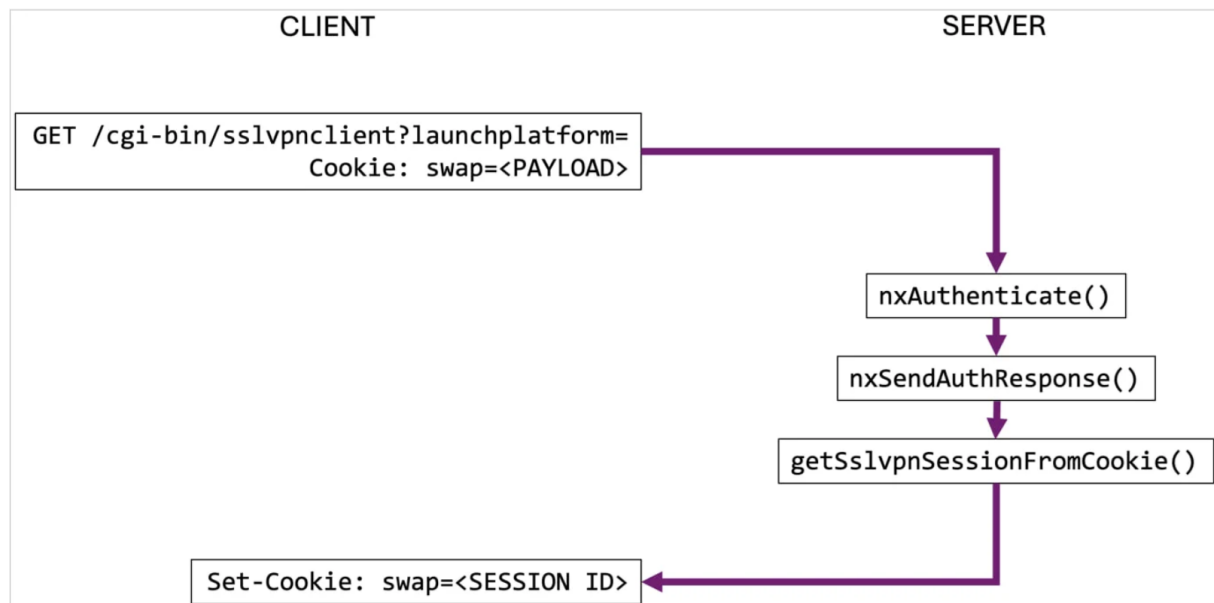 CLIENT
SERVER
GET /cgi-bin/sslvpnclient?launchplatform=
Cookie: swap=<PAYLOAD>
nxAuthenticate()
nxSendAuthResponse()
getSslvpnSessionFromCookie()
Set-Cookie: swap=<SESSION ID>